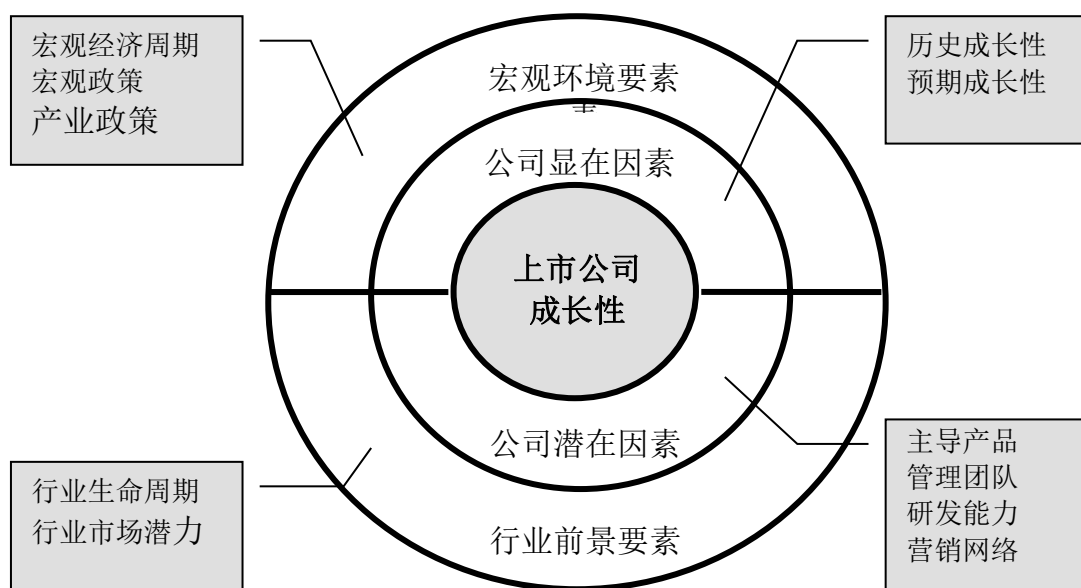 宏观经济周期
宏观政策
产业政策
宏观环境要素
历史成长性
预期成长性
公司显在因素
上市公司
成长性
公司潜在因素
行业生命周期
行业市场潜力
行业前景要素
主导产品
管理团队
研发能力
营销网络